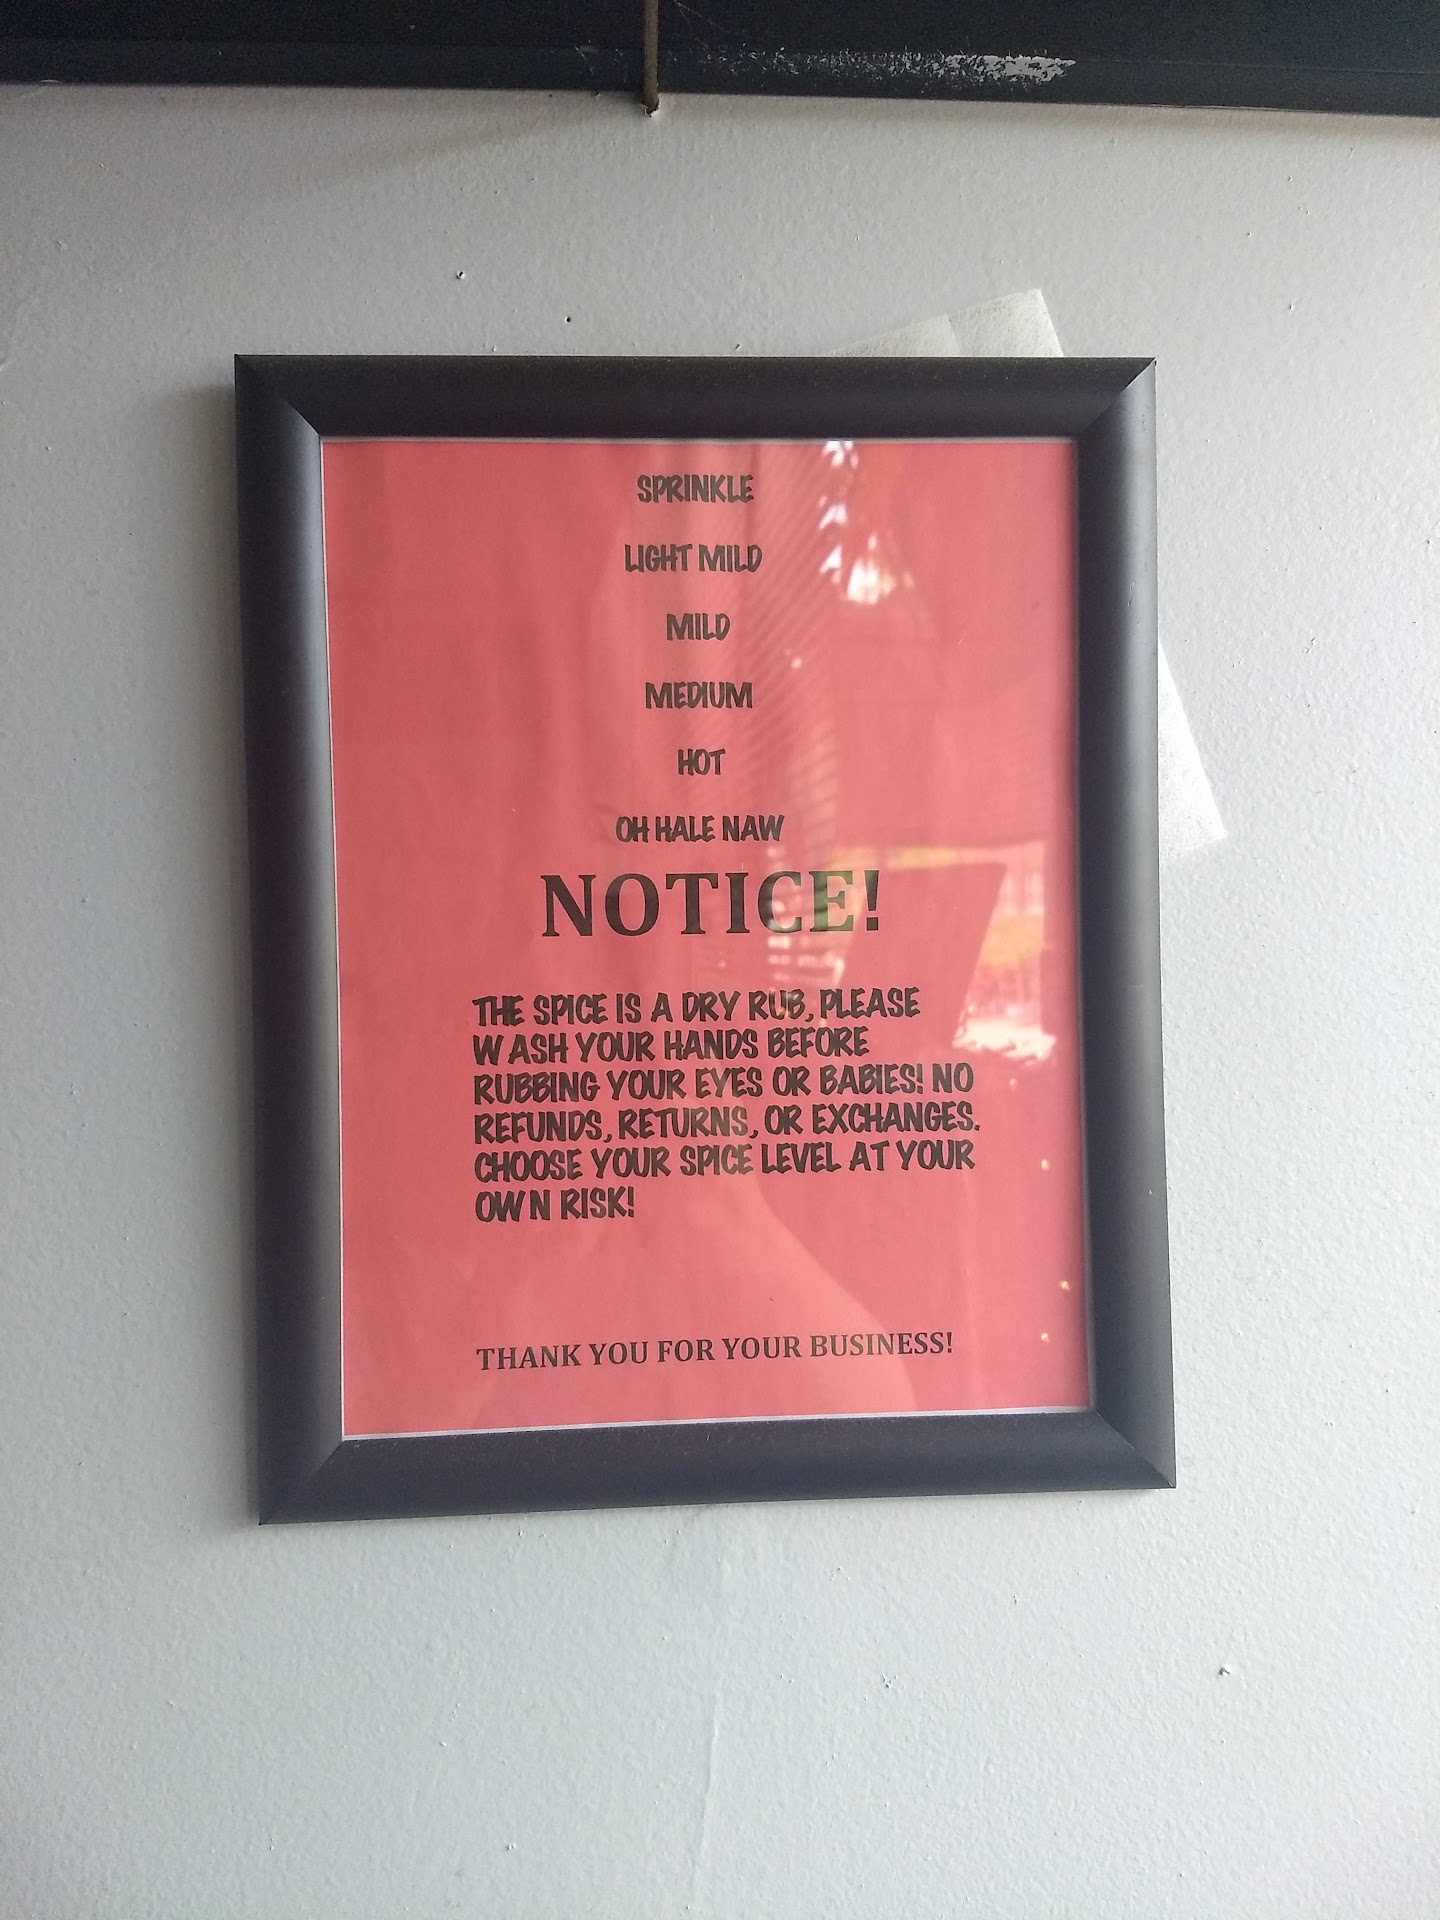 SPRINKLE
LIGHT MILD
MILD
MEDIUM
HOT
OH HALE NAW
NOTICE!
THE SPICE IS A DRY RUB, PLEASE
WASH YOUR HANDS BEFORE
RUBBING YOUR EYES OR BABIES! NO
REFUNDS, RETURNS, OR EXCHANGES.
CHOOSE YOUR SPICE LEVEL AT YOUR
OWN RISK!
THANK YOU FOR YOUR BUSINESS!